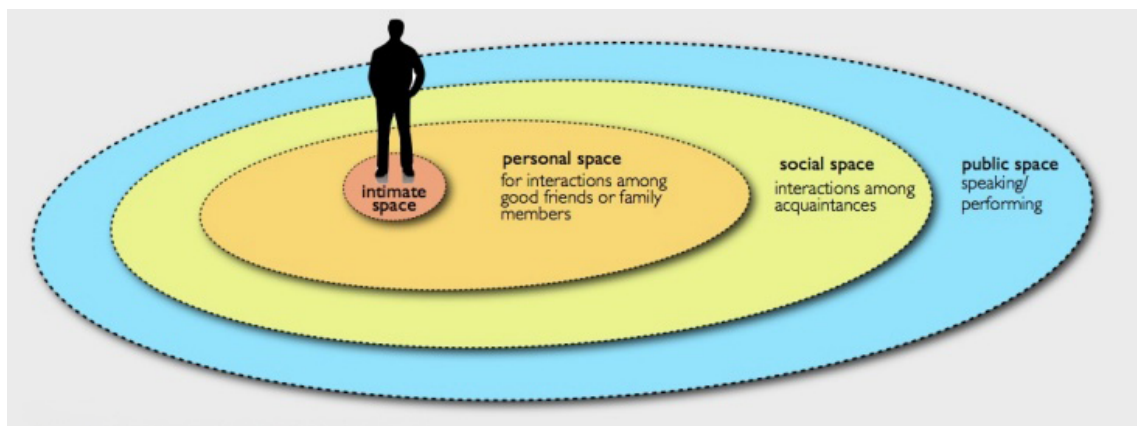 intimate
space
personal space
for interactions among
good friends or family
members
social space
interactions among
acquaintances
public space
speaking/
performing